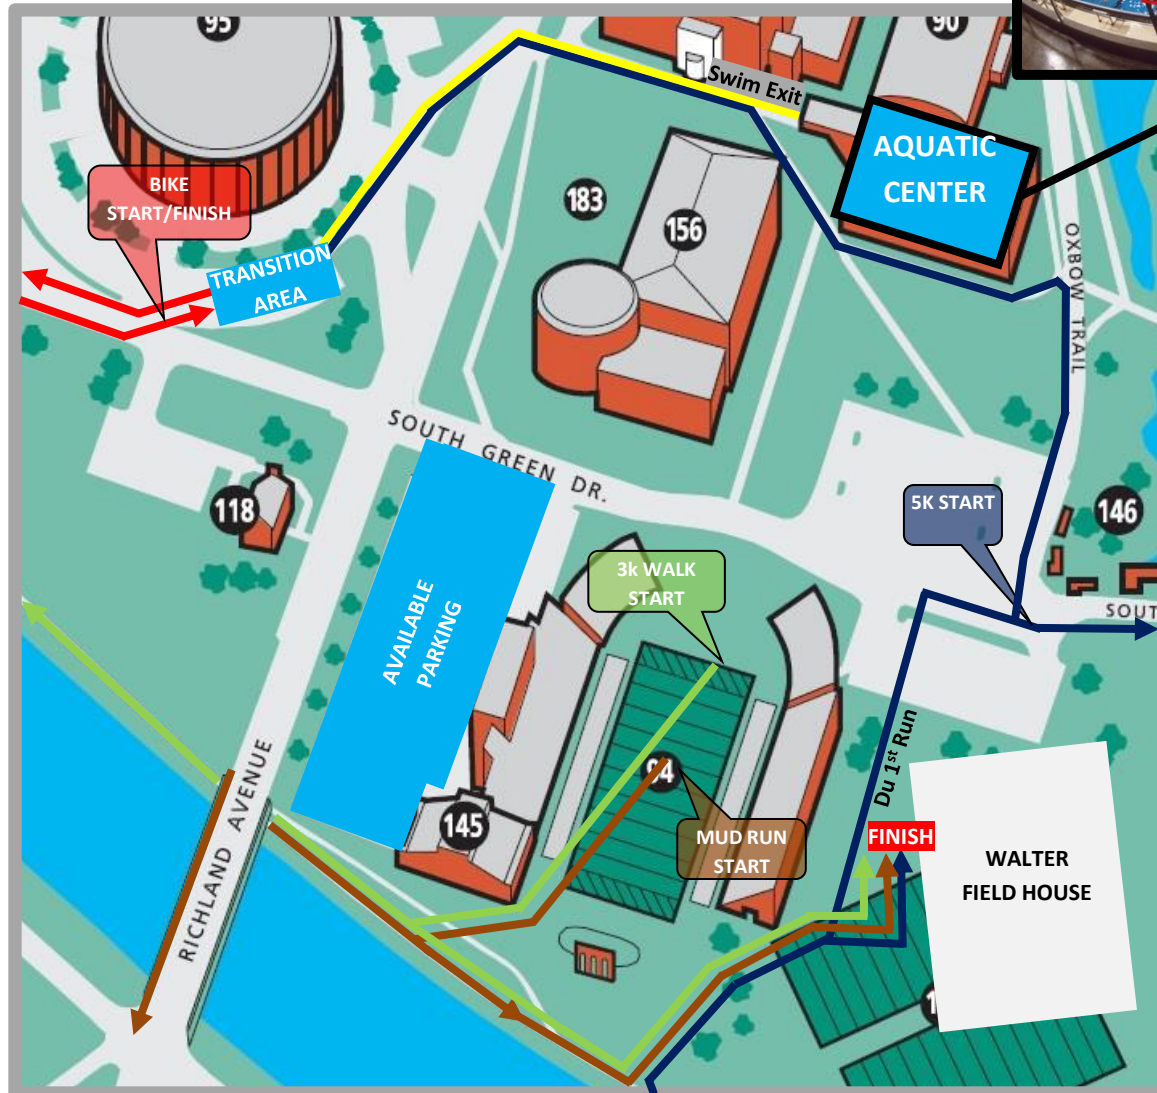 95
90
Swim Exit
AQUATIC
CENTER
BIKE
START/FINISH
183
156
TRANSITION
AREA
OXBOW TRAIL
SOUTH GREEN DR.
118
5K START
146
3k WALK
START
AVAILABLE
PARKING
SOUT
RICHLAND AVENUE
94
Du 1st Run
145
MUD RUN
START
FINISH
WALTER
FIELD HOUSE